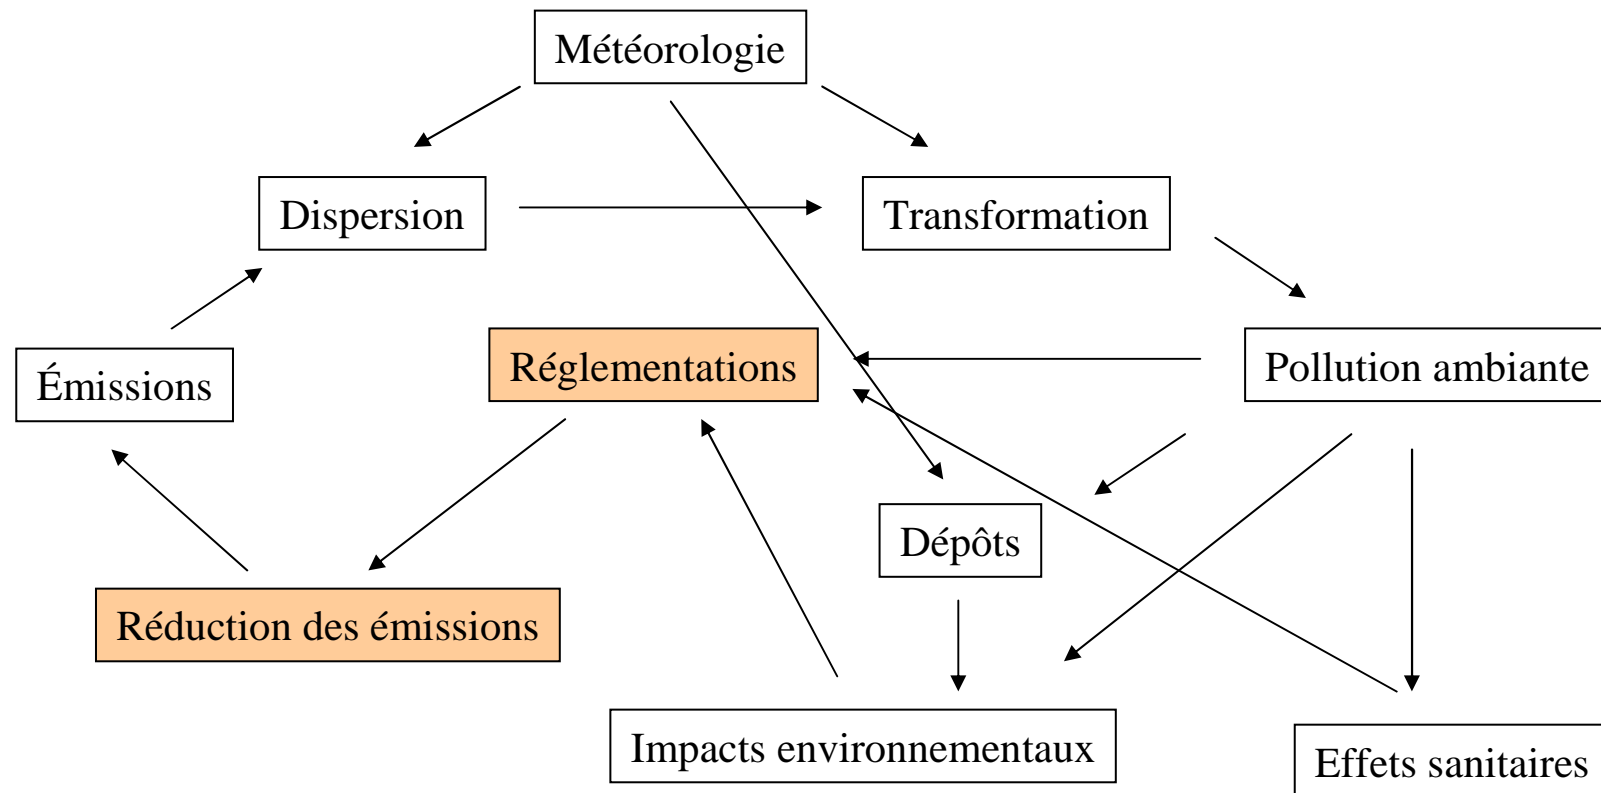 Météorologie
Dispersion
Transformation
Émissions
Réglementations
Pollution ambiante
Dépôts
Réduction des émissions
Impacts environnementaux
Effets sanitaires